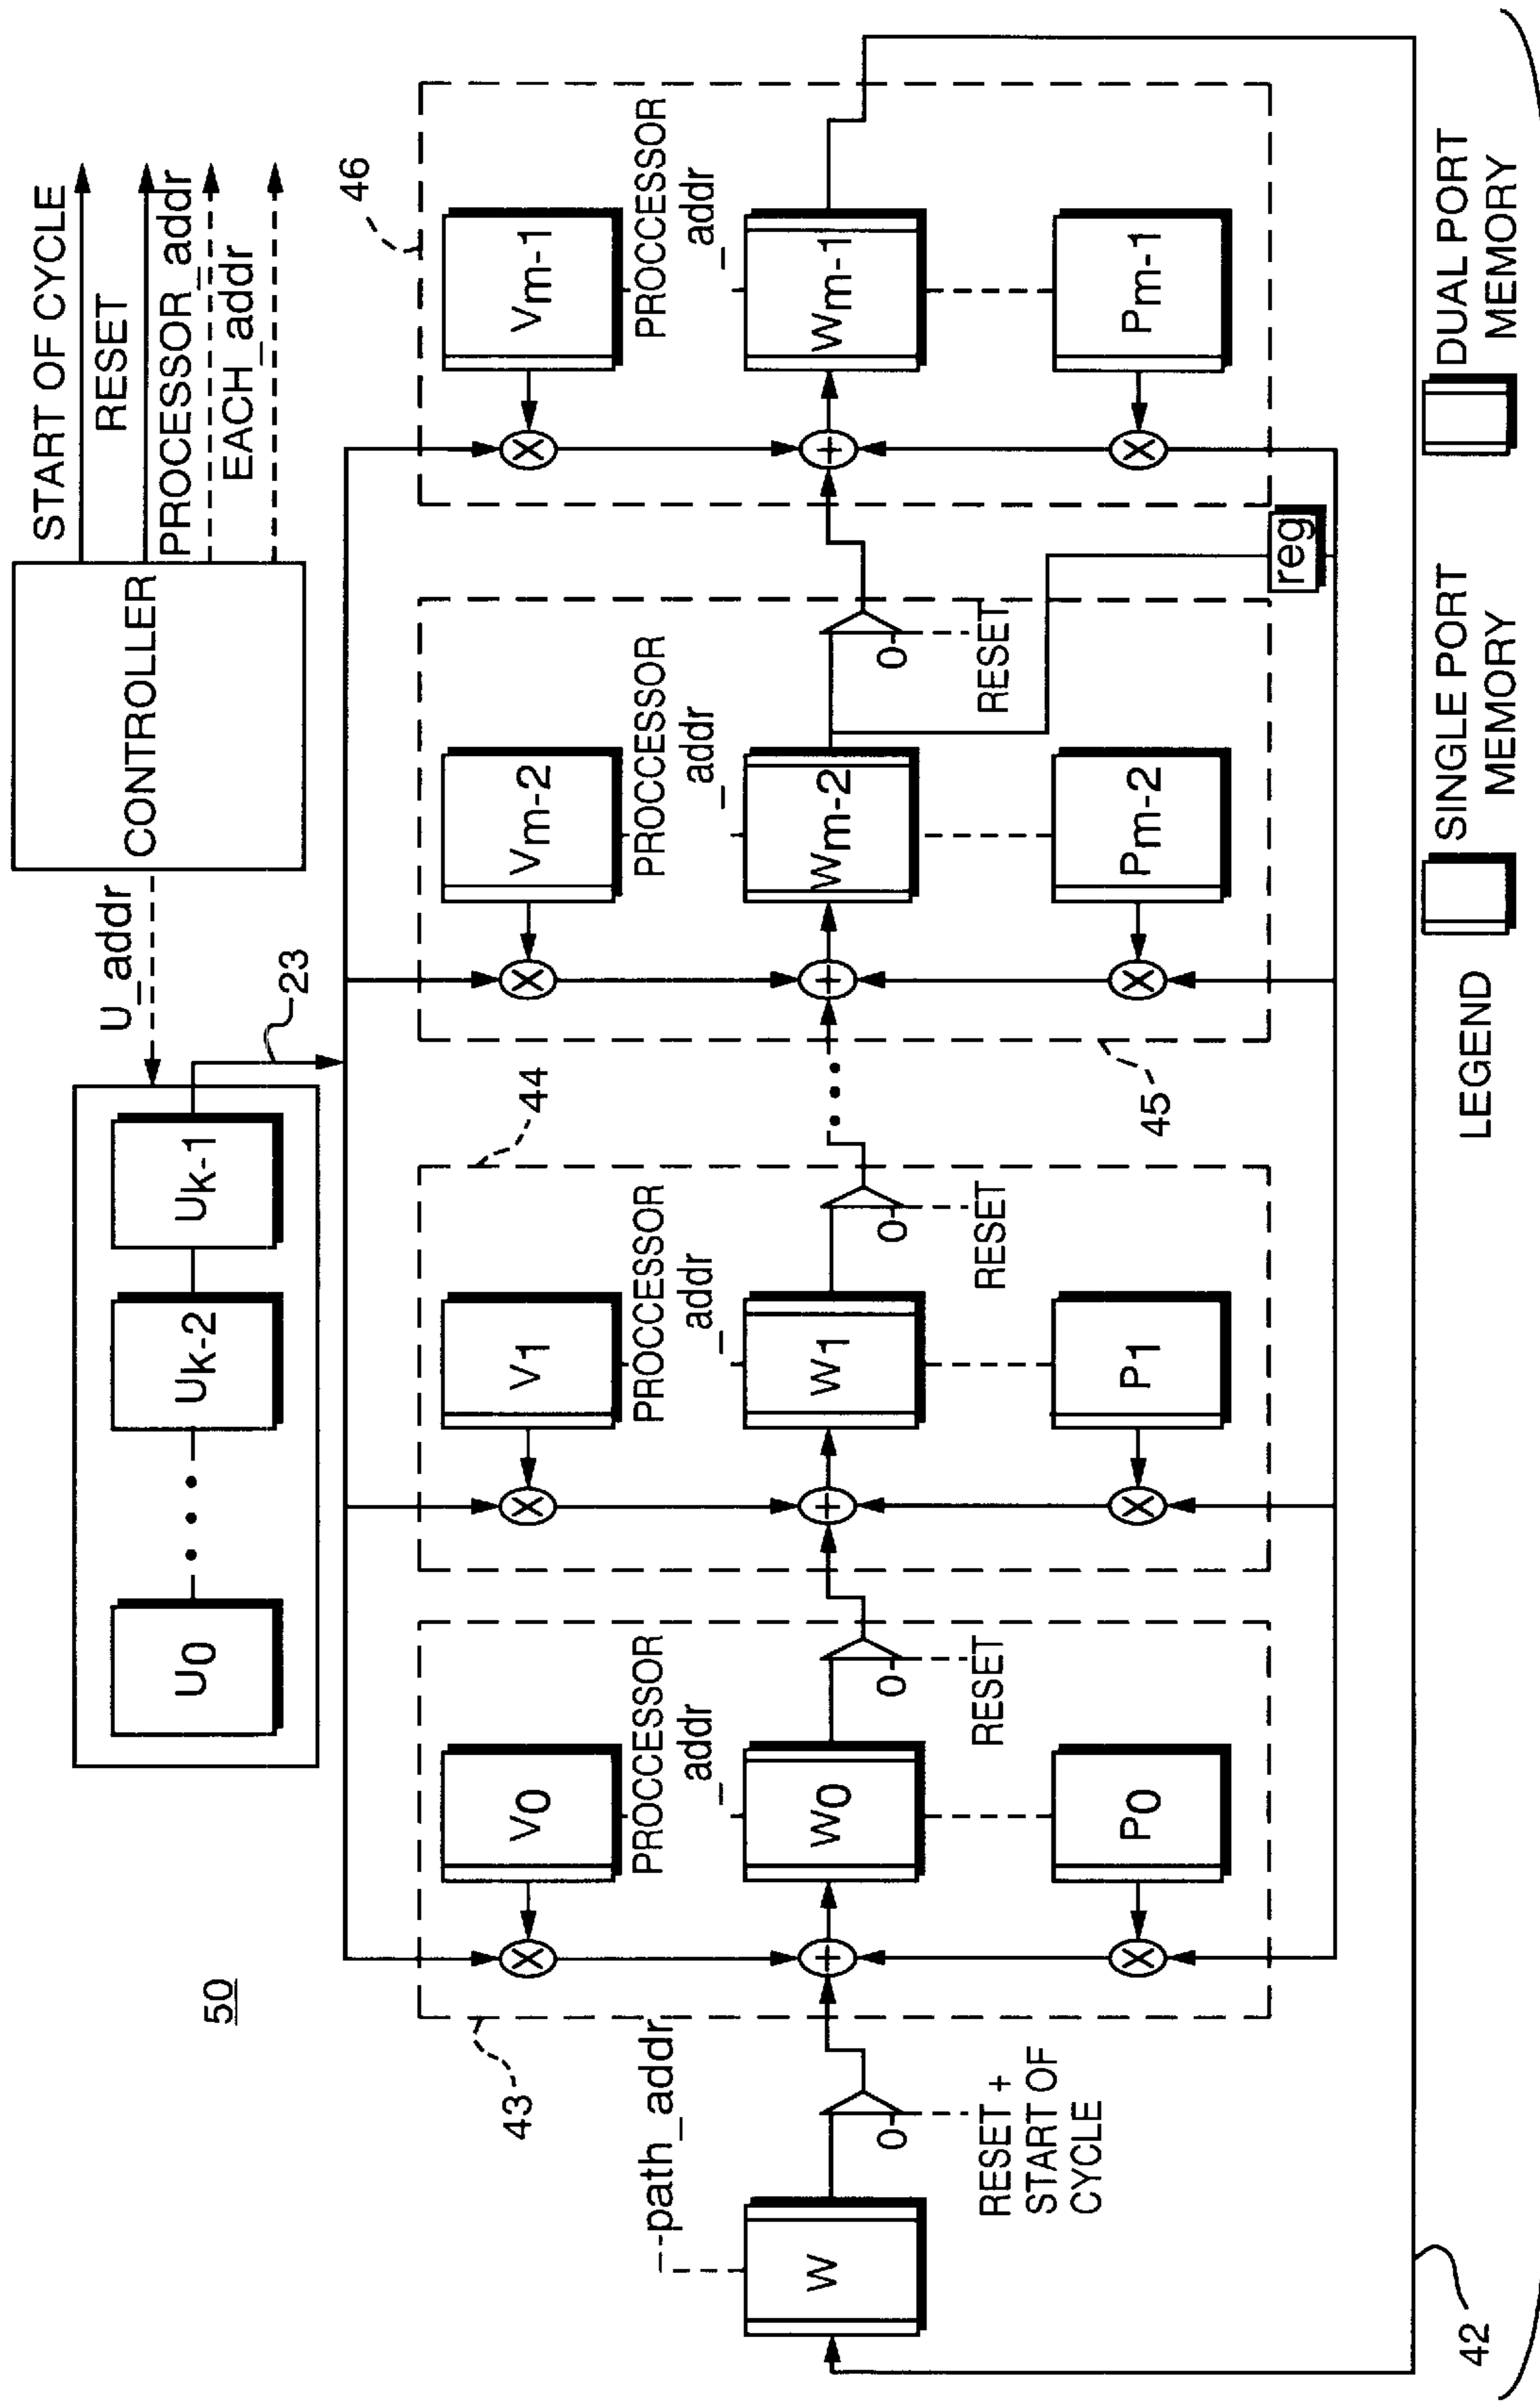 50
U0
Uk-2
Uk-1
U_addr
23
CONTROLLER
START OF CYCLE
RESET
PROCESSOR_addr
EACH_addr
43
44
46
V0
V1
Vm-2
Vm-1
--path_addr
PROCCESSOR
_addr
PROCCESSOR
_addr
PROCCESSOR
_addr
PROCCESSOR
_addr
W
W0
W1
Wm-2
Wm-1
0
0
0
0
RESET +
START OF
CYCLE
RESET
RESET
RESET
P0
P1
Pm-2
Pm-1
45
reg
42
LEGEND
SINGLE PORT
MEMORY
DUAL PORT
MEMORY